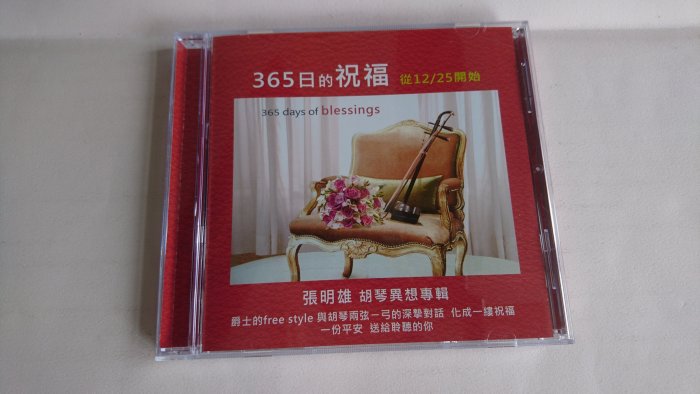 365日的祝福 從12/25開始
365 days of blessings
張明雄 胡琴異想專輯
爵士的free style 與胡琴兩弦一弓的深摯對話 化成一縷祝福
一份平安 送給聆聽的你